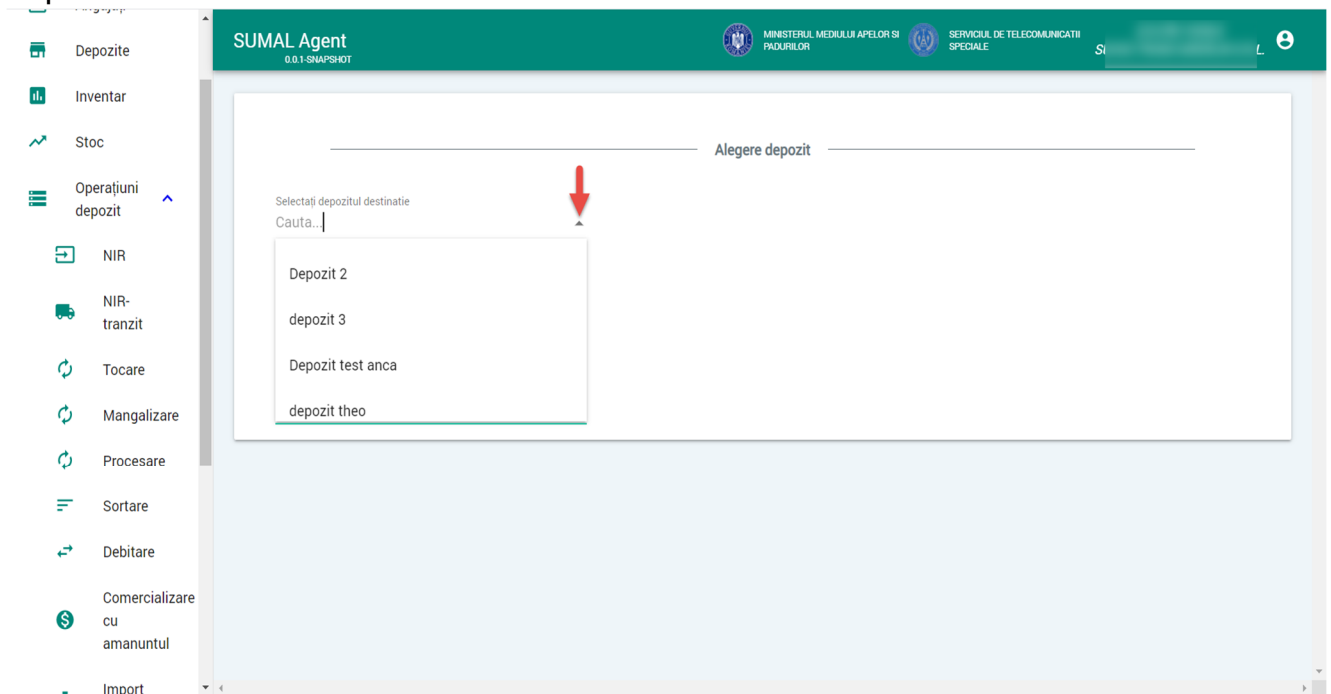 Depozite
Inventar
Stoc
Operațiuni
depozit
NIR
NIR-
tranzit
Tocare
Mangalizare
Procesare
Sortare
Debitare
Comercializare
cu
amanuntul
Import
SUMAL Agent
0.0.1-SNAPSHOT
MINISTERUL MEDIULUI APELOR SI
PADURILOR
SERVICIUL DE TELECOMUNICATII
SPECIALE
Alegere depozit
Selectați depozitul destinatie
Cauta...
Depozit 2
depozit 3
Depozit test anca
depozit theo